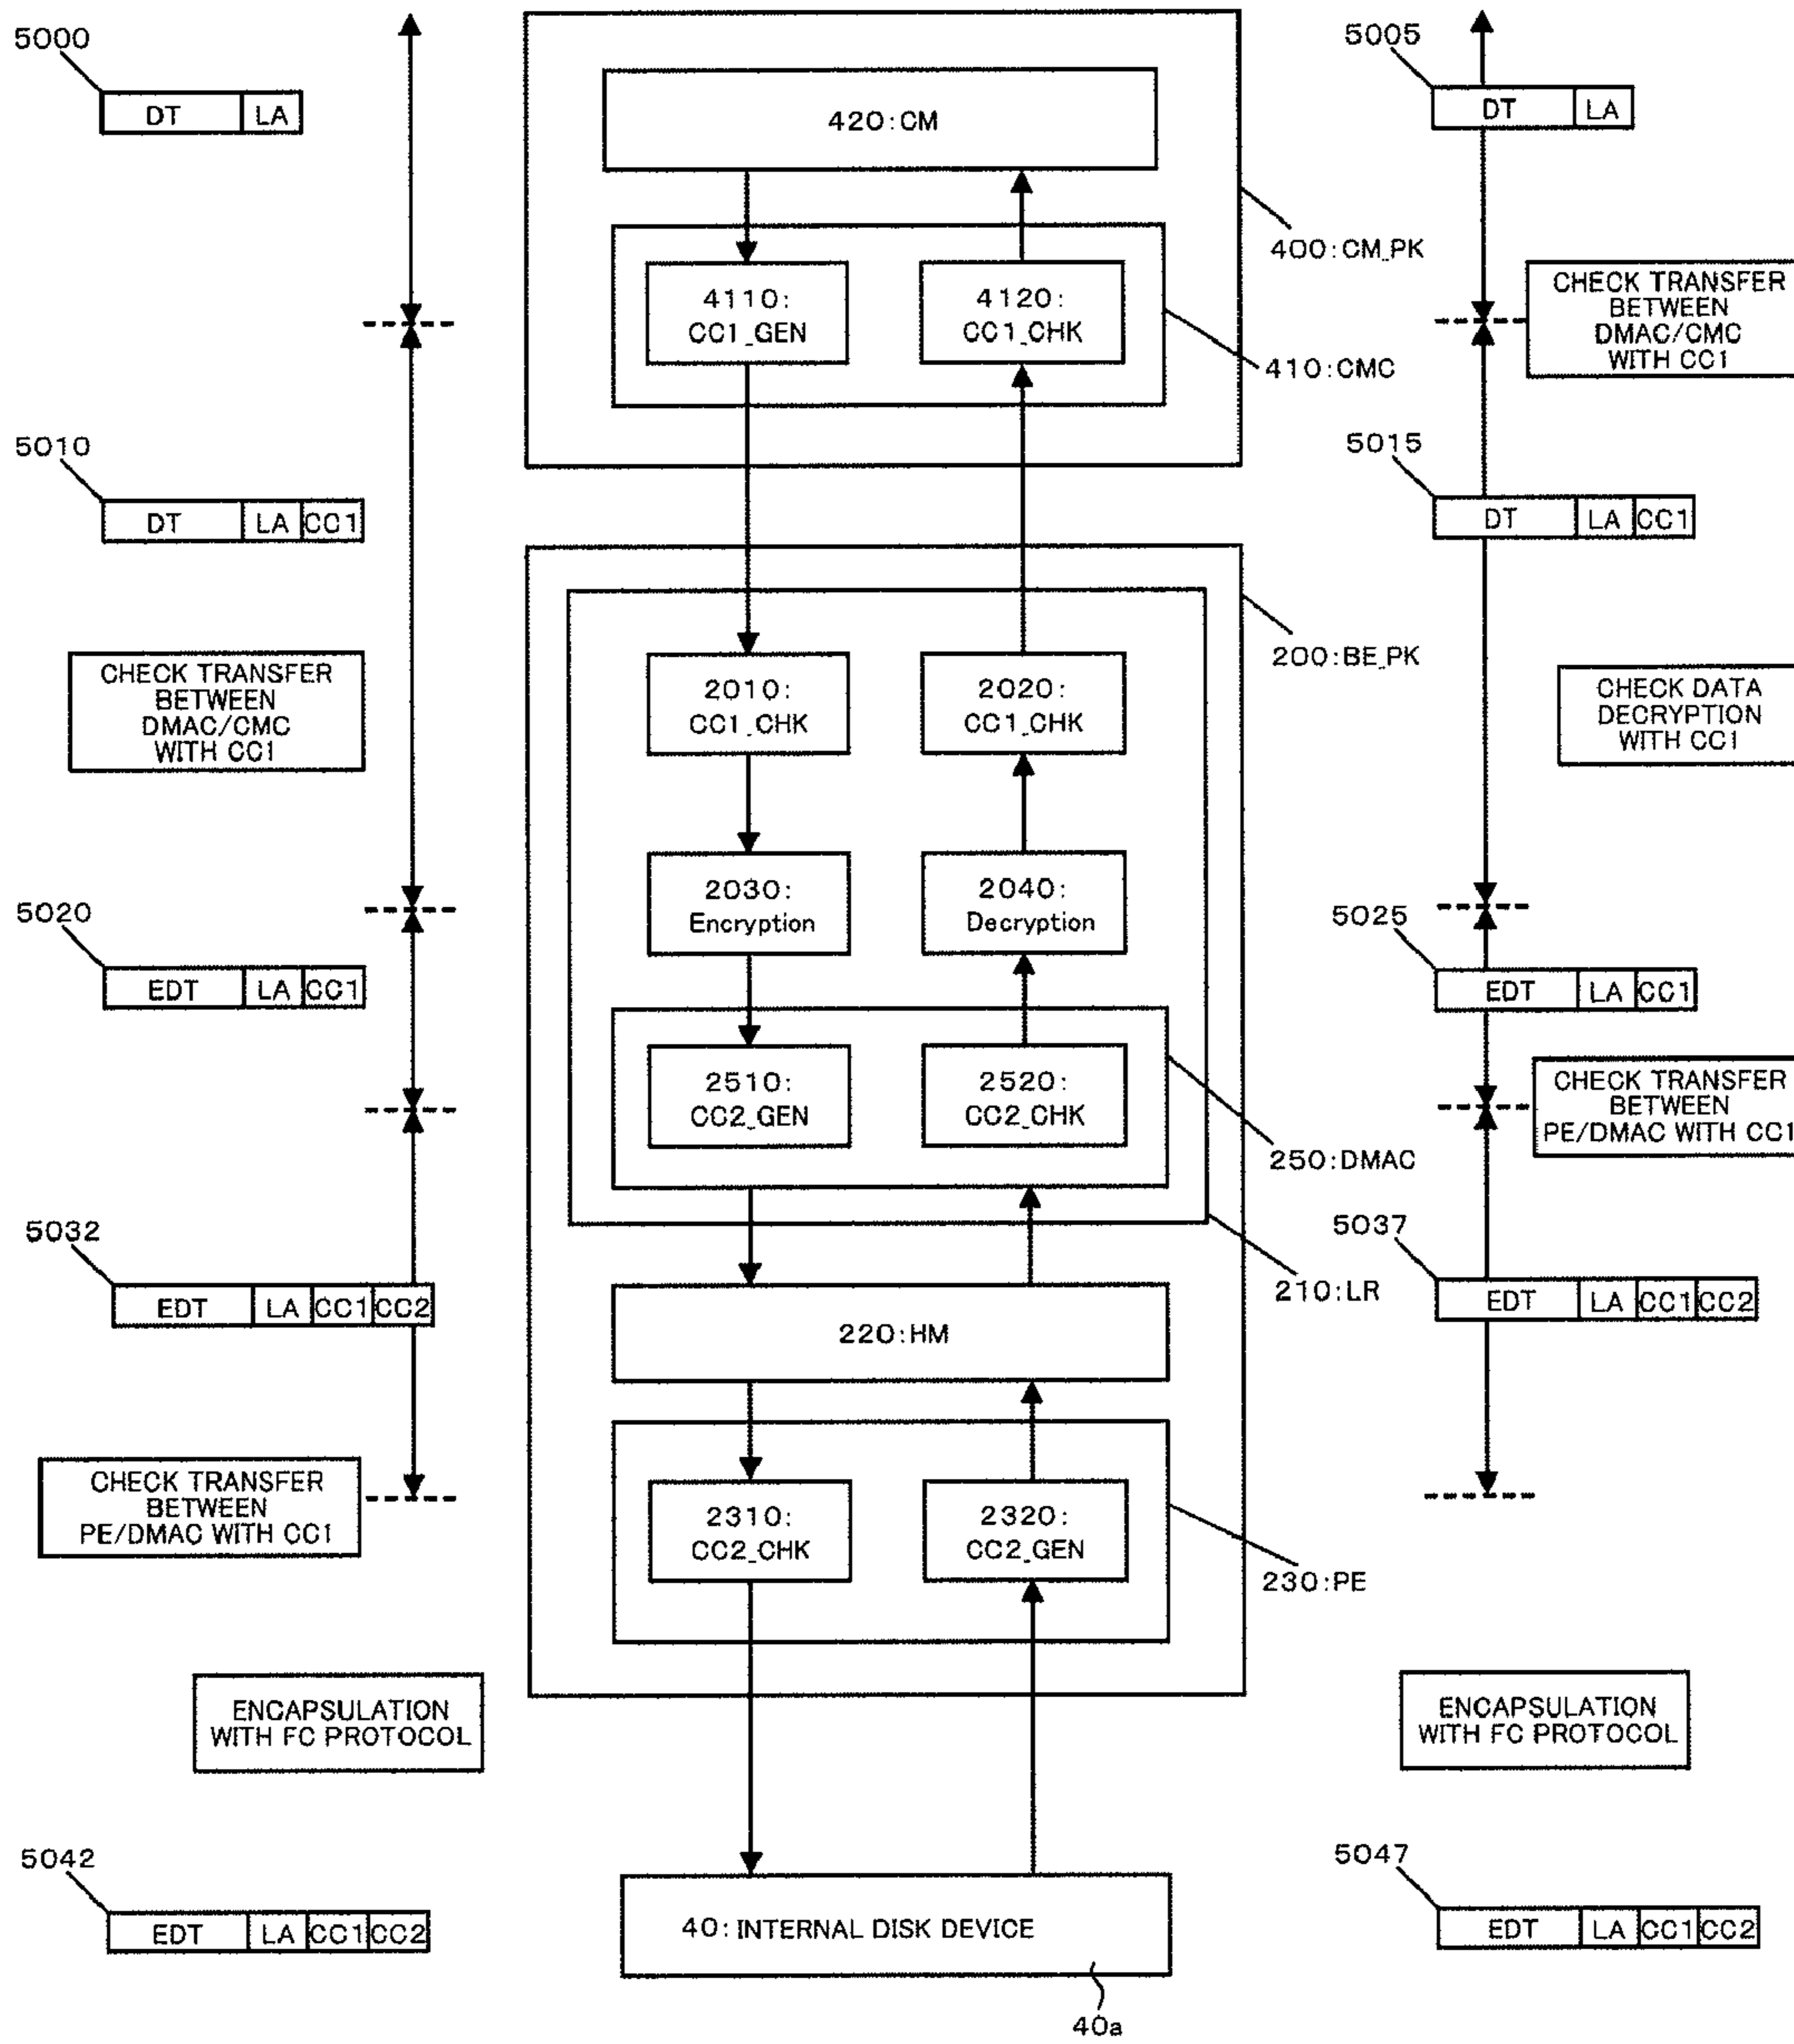 5000
DT LA
420:CM
5005
DT LA
400:CM_PK
4110:
CC1_GEN
4120:
CC1_CHK
410:CMC
CHECK TRANSFER
BETWEEN
DMAC/CMC
WITH CC1
5010
DT LA CC1
5015
DT LA CC1
200:BE_PK
CHECK TRANSFER
BETWEEN
DMAC/CMC
WITH CC1
2010:
CC1_CHK
2020:
CC1_CHK
CHECK DATA
DECRYPTION
WITH CC1
2030:
Encryption
2040:
Decryption
5020
EDT LA CC1
5025
EDT LA CC1
2510:
CC2_GEN
2520:
CC2_CHK
250:DMAC
CHECK TRANSFER
BETWEEN
PE/DMAC WITH CC1
5032
EDT LA CC1 CC2
210:LR
5037
EDT LA CC1 CC2
220:HM
CHECK TRANSFER
BETWEEN
PE/DMAC WITH CC1
2310:
CC2_CHK
2320:
CC2_GEN
230:PE
ENCAPSULATION
WITH FC PROTOCOL
ENCAPSULATION
WITH FC PROTOCOL
5042
EDT LA CC1 CC2
40: INTERNAL DISK DEVICE
40a
5047
EDT LA CC1 CC2